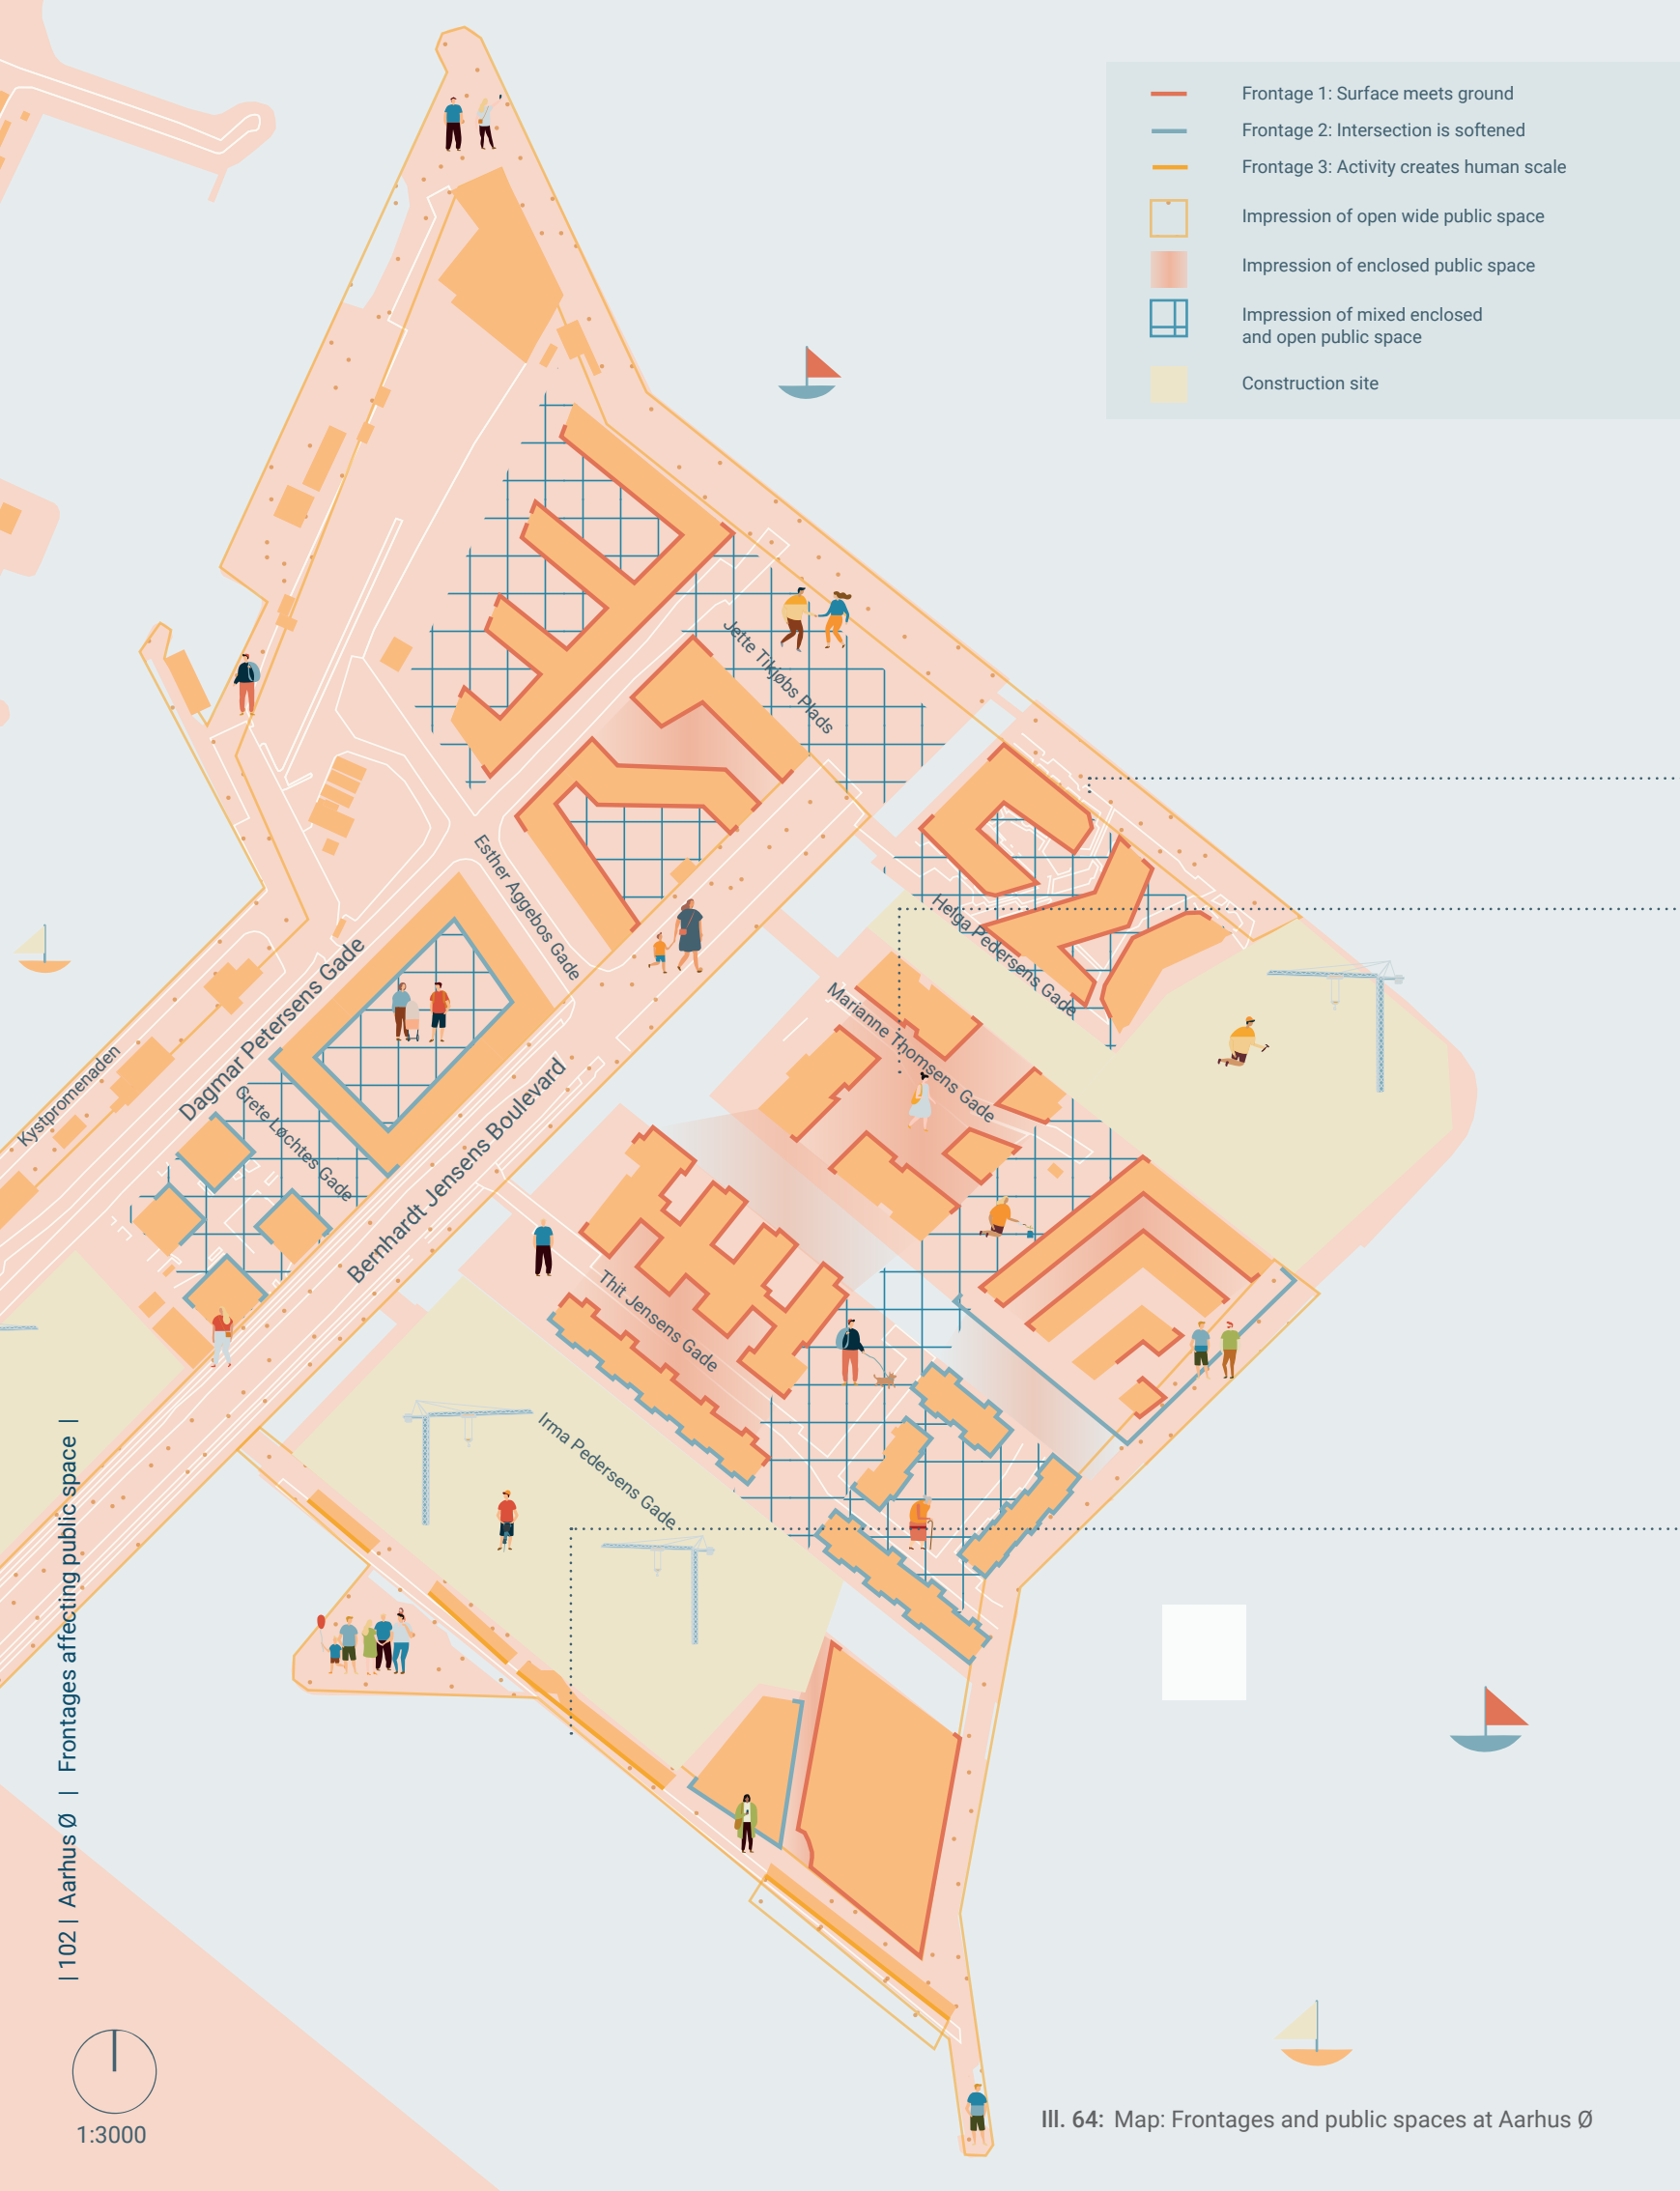 Frontage 1: Surface meets ground
Frontage 2: Intersection is softened
Frontage 3: Activity creates human scale
Impression of open wide public space
Impression of enclosed public space
Impression of mixed enclosed
and open public space
Construction site
Jette Tikjøbs Plads
Esther Aggebos Gade
Helga Pedersens Gade
Marianne Thomsens Gade
Dagmar Petersens Gade
Kystpromenaden
Grete Løchtes Gade
Bernhardt Jensens Boulevard
Thit Jensens Gade
Irma Pedersens Gade
| 102 | Aarhus Ø | Frontages affecting public space |
1:3000
Ill. 64: Map: Frontages and public spaces at Aarhus Ø